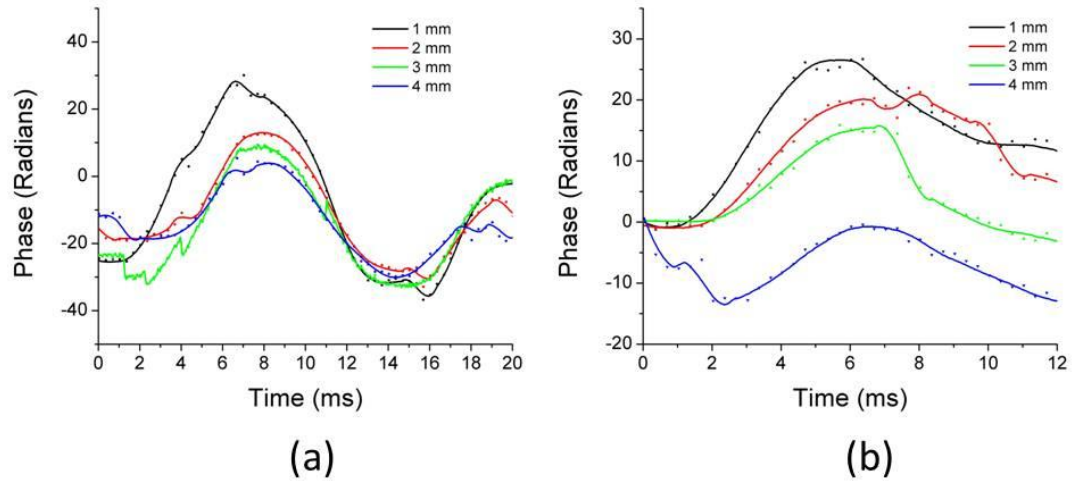 40
20
0
-20
-40
Phase (Radians)
0 2 4 6 8 10 12 14 16 18 20
Time (ms)
1 mm
2 mm
3 mm
4 mm
(a)
30
20
10
0
-10
-20
Phase (Radians)
0 2 4 6 8 10 12
Time (ms)
1 mm
2 mm
3 mm
4 mm
(b)